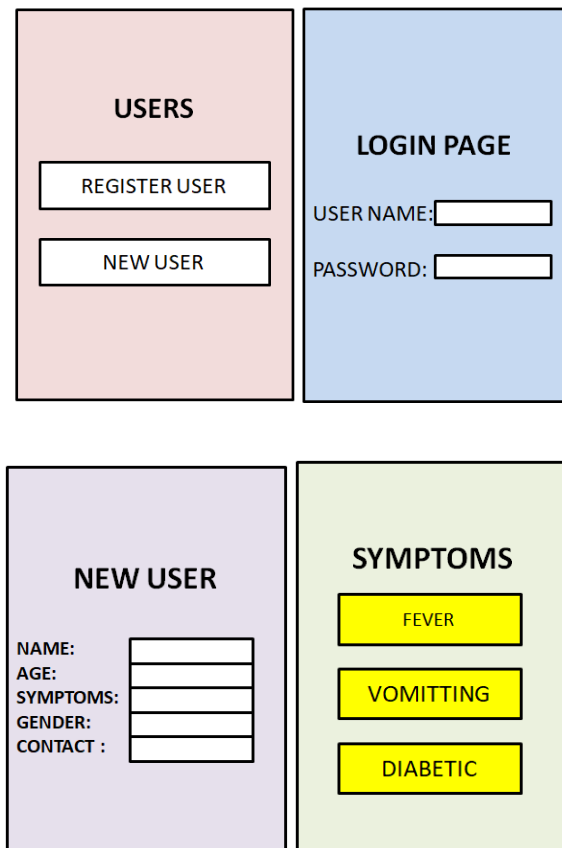 USERS
REGISTER USER
NEW USER
LOGIN PAGE
USER NAME:
PASSWORD:
NEW USER
NAME:
AGE:
SYMPTOMS:
GENDER:
CONTACT :
SYMPTOMS
FEVER
VOMITTING
DIABETIC